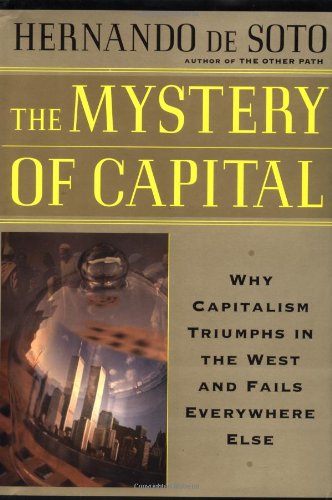 HERNANDO DE SOTO
AUTHOR OF THE OTHER PATH
THE MYSTERY
OF CAPITAL
WHY
CAPITALISM
TRIUMPHS IN
THE WEST
AND FAILS
EVERYWHERE
ELSE